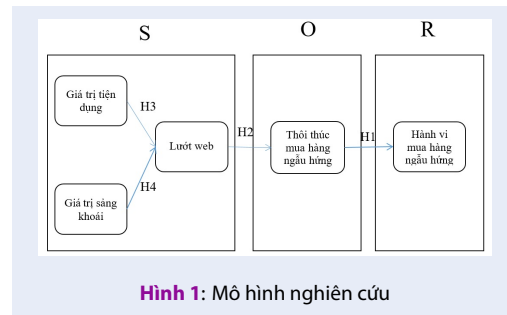 S
O
R
Giá trị tiện
dụng
H3
Lướt web
H2
Thôi thúc
mua hàng
ngẫu hứng
H1
Hành vi
mua hàng
ngẫu hứng
H4
Giá trị sảng
khoái
Hình 1: Mô hình nghiên cứu